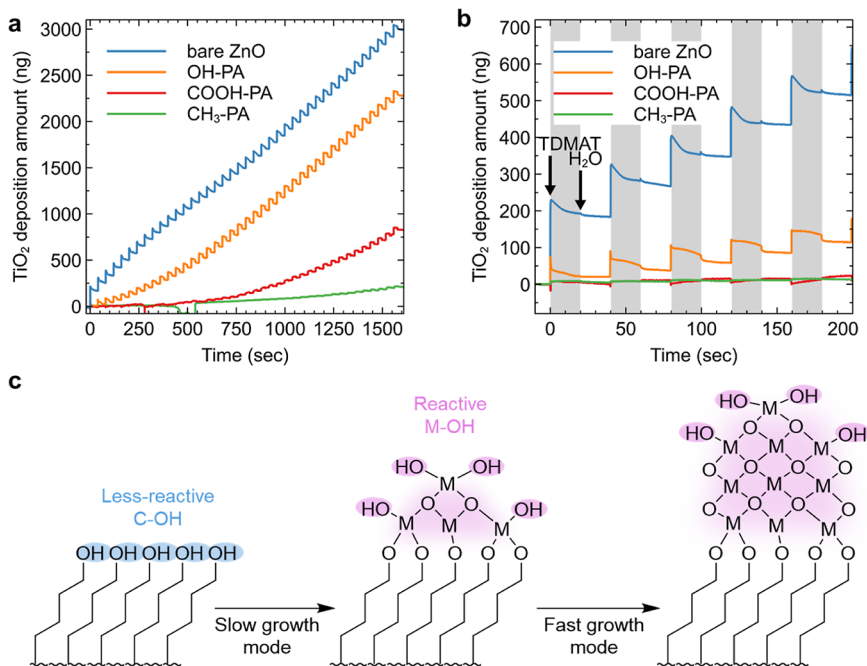 a
TiO2 deposition amount (ng)
3000
2500
2000
1500
1000
500
0
bare ZnO
OH-PA
COOH-PA
CH3-PA
0 250 500 750 1000 1250 1500
Time (sec)
b
TiO2 deposition amount (ng)
700
600
500
400
300
200
100
0
bare ZnO
OH-PA
COOH-PA
CH3-PA
TDMAT
H2O
0 50 100 150 200
Time (sec)
c
Less-reactive
C-OH
OH OH OH OH OH
Slow growth
mode
Reactive
M-OH
HO OH
M
HO O O OH
M M M
O O O O O
Fast growth
mode
HO OH
M
HO O O OH
M M M
O O O O
M M M
O O O O
M M M
O O O O O